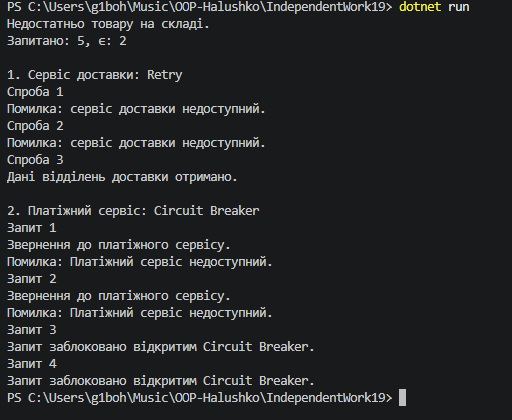 PS C:\Users\g1boh\Music\OOP-Halushko\IndependentWork19> dotnet run
Недостатньо товару на складі.
Запитано: 5, є: 2
1. Сервіс доставки: Retry
Спроба 1
Помилка: сервіс доставки недоступний.
Спроба 2
Помилка: сервіс доставки недоступний.
Спроба 3
Дані відділень доставки отримано.
2. Платіжний сервіс: Circuit Breaker
Запит 1
Звернення до платіжного сервісу.
Помилка: Платіжний сервіс недоступний.
Запит 2
Звернення до платіжного сервісу.
Помилка: Платіжний сервіс недоступний.
Запит 3
Запит заблоковано відкритим Circuit Breaker.
Запит 4
Запит заблоковано відкритим Circuit Breaker.
PS C:\Users\g1boh\Music\OOP-Halushko\IndependentWork19>